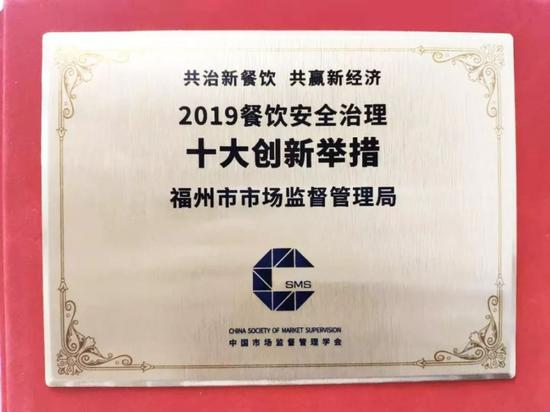 共治新餐饮 共赢新经济
2019餐饮安全治理
十大创新举措
福州市市场监督管理局
SMS
CHINA SOCIETY OF MARKET SUPERVISION
中国市场监督管理学会